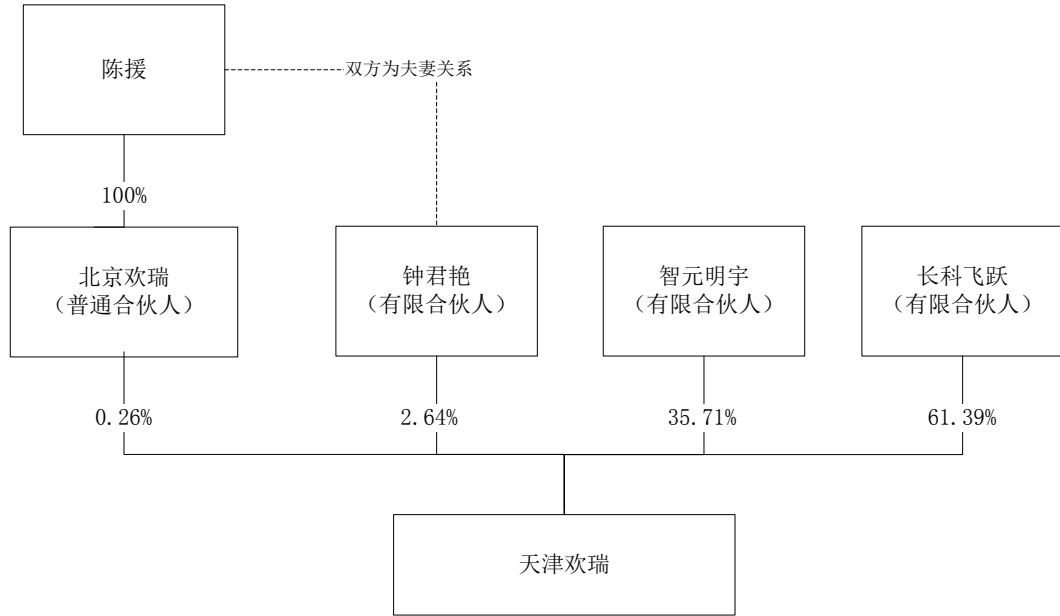 陈援
双方为夫妻关系
100%
北京欢瑞
（普通合伙人）
钟君艳
（有限合伙人）
智元明宇
（有限合伙人）
长科飞跃
（有限合伙人）
0.26%
2.64%
35.71%
61.39%
天津欢瑞